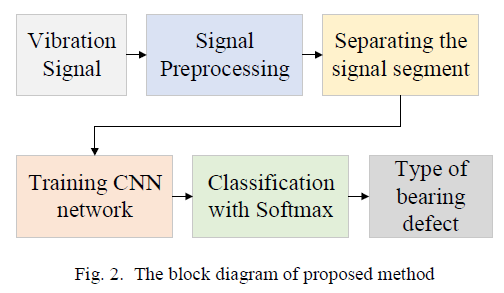 Vibration
Signal
Signal
Preprocessing
Separating the
signal segment
Training CNN
network
Classification
with Softmax
Type of
bearing
defect
Fig. 2. The block diagram of proposed method